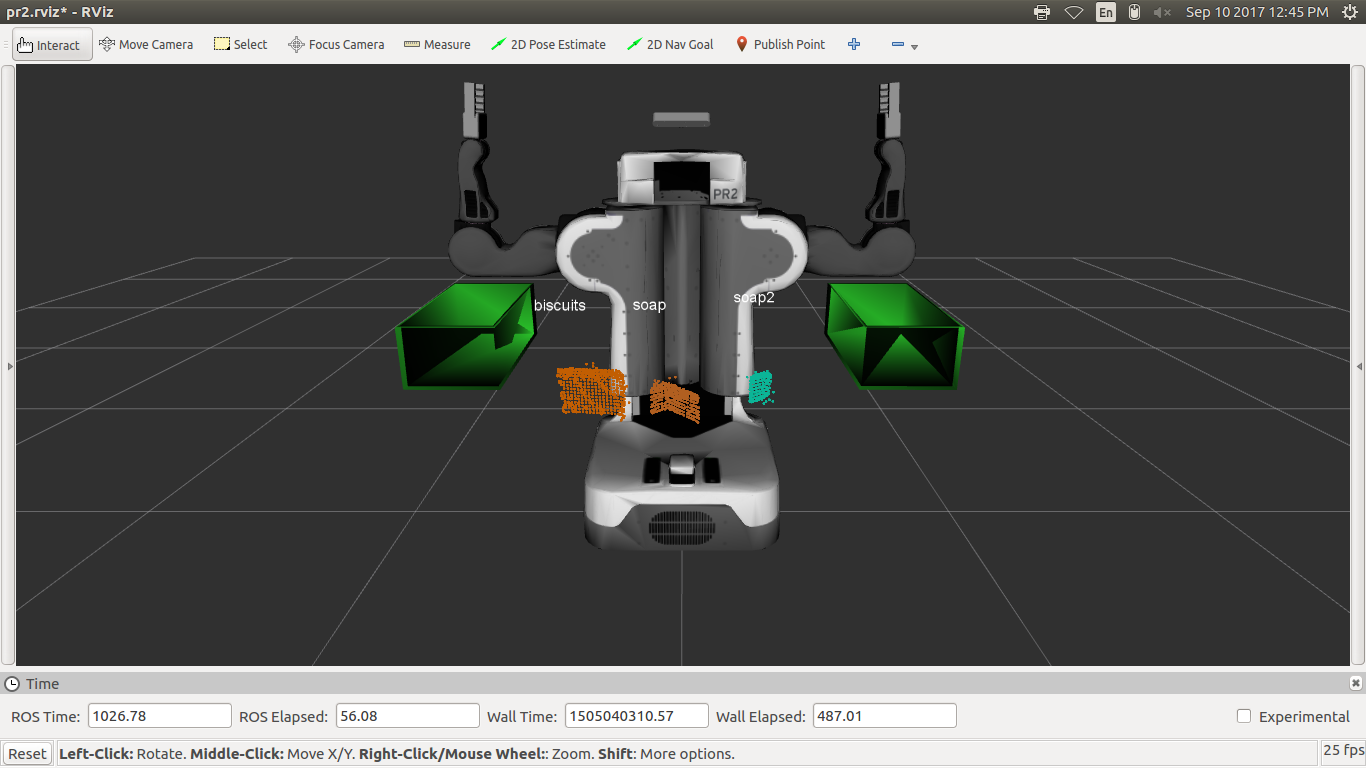 pr2.rviz* - RViz
En
Sep 10 2017 12:45 PM
Interact
Move Camera
Select
Focus Camera
Measure
2D Pose Estimate
2D Nav Goal
Publish Point
PR2
biscuits
soap
soap2
Time
ROS Time: 1026.78
ROS Elapsed: 56.08
Wall Time: 1505040310.57
Wall Elapsed: 487.01
Experimental
Reset
Left-Click: Rotate. Middle-Click: Move X/Y. Right-Click/Mouse Wheel:: Zoom. Shift: More options.
25 fps